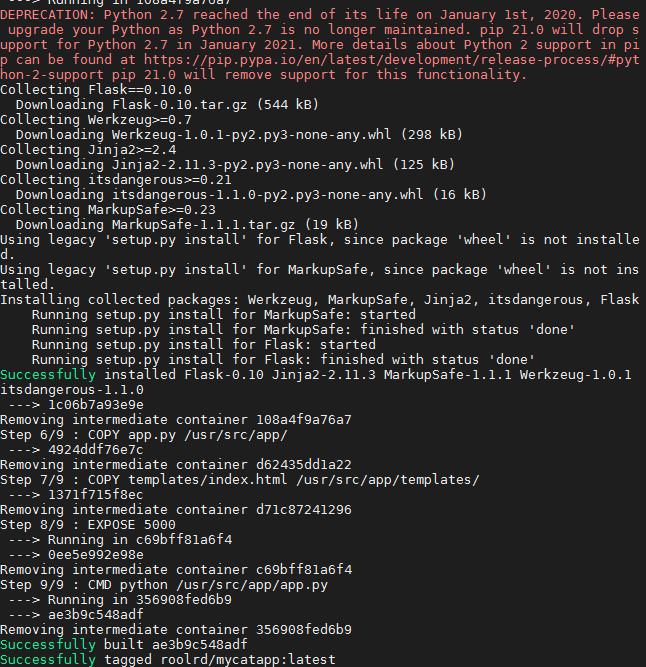 ---> Running in 108a4f9a76a7
DEPRECATION: Python 2.7 reached the end of its life on January 1st, 2020. Please
 upgrade your Python as Python 2.7 is no longer maintained. pip 21.0 will drop s
upport for Python 2.7 in January 2021. More details about Python 2 support in pi
p can be found at https://pip.pypa.io/en/latest/development/release-process/#pyt
hon-2-support pip 21.0 will remove support for this functionality.
Collecting Flask==0.10.0
  Downloading Flask-0.10.tar.gz (544 kB)
Collecting Werkzeug>=0.7
  Downloading Werkzeug-1.0.1-py2.py3-none-any.whl (298 kB)
Collecting Jinja2>=2.4
  Downloading Jinja2-2.11.3-py2.py3-none-any.whl (125 kB)
Collecting itsdangerous>=0.21
  Downloading itsdangerous-1.1.0-py2.py3-none-any.whl (16 kB)
Collecting MarkupSafe>=0.23
  Downloading MarkupSafe-1.1.1.tar.gz (19 kB)
Using legacy 'setup.py install' for Flask, since package 'wheel' is not installe
d.
Using legacy 'setup.py install' for MarkupSafe, since package 'wheel' is not ins
talled.
Installing collected packages: Werkzeug, MarkupSafe, Jinja2, itsdangerous, Flask
    Running setup.py install for MarkupSafe: started
    Running setup.py install for MarkupSafe: finished with status 'done'
    Running setup.py install for Flask: started
    Running setup.py install for Flask: finished with status 'done'
Successfully installed Flask-0.10 Jinja2-2.11.3 MarkupSafe-1.1.1 Werkzeug-1.0.1
itsdangerous-1.1.0
 ---> 1c06b7a93e9e
Removing intermediate container 108a4f9a76a7
Step 6/9 : COPY app.py /usr/src/app/
 ---> 4924ddf76e7c
Removing intermediate container d62435dd1a22
Step 7/9 : COPY templates/index.html /usr/src/app/templates/
 ---> 1371f715f8ec
Removing intermediate container d71c87241296
Step 8/9 : EXPOSE 5000
 ---> Running in c69bff81a6f4
 ---> 0ee5e992e98e
Removing intermediate container c69bff81a6f4
Step 9/9 : CMD python /usr/src/app/app.py
 ---> Running in 356908fed6b9
 ---> ae3b9c548adf
Removing intermediate container 356908fed6b9
Successfully built ae3b9c548adf
Successfully tagged roolrd/mycatapp:latest